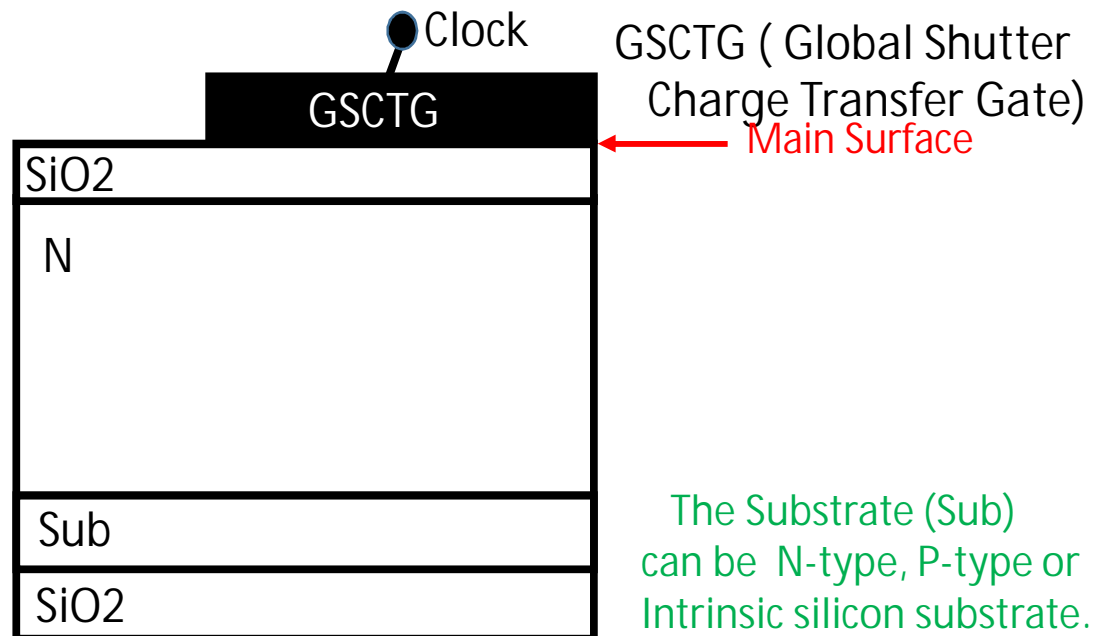 Clock
GSCTG ( Global Shutter
Charge Transfer Gate)
GSCTG
Main Surface
SiO2
N
Sub
SiO2
The Substrate (Sub)
can be N-type, P-type or
Intrinsic silicon substrate.